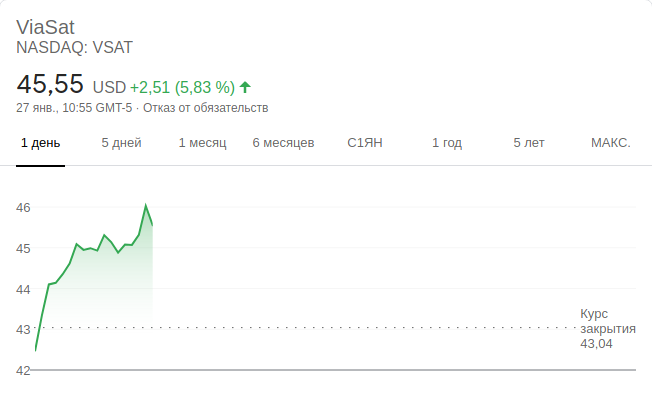 ViaSat
NASDAQ: VSAT
45,55 USD +2,51 (5,83 %)
27 янв., 10:55 GMT-5 · Отказ от обязательств
1 день 5 дней 1 месяц 6 месяцев С1ЯН 1 год 5 лет МАКС.
46
45
44
43
Курс
закрытия
43,04
42